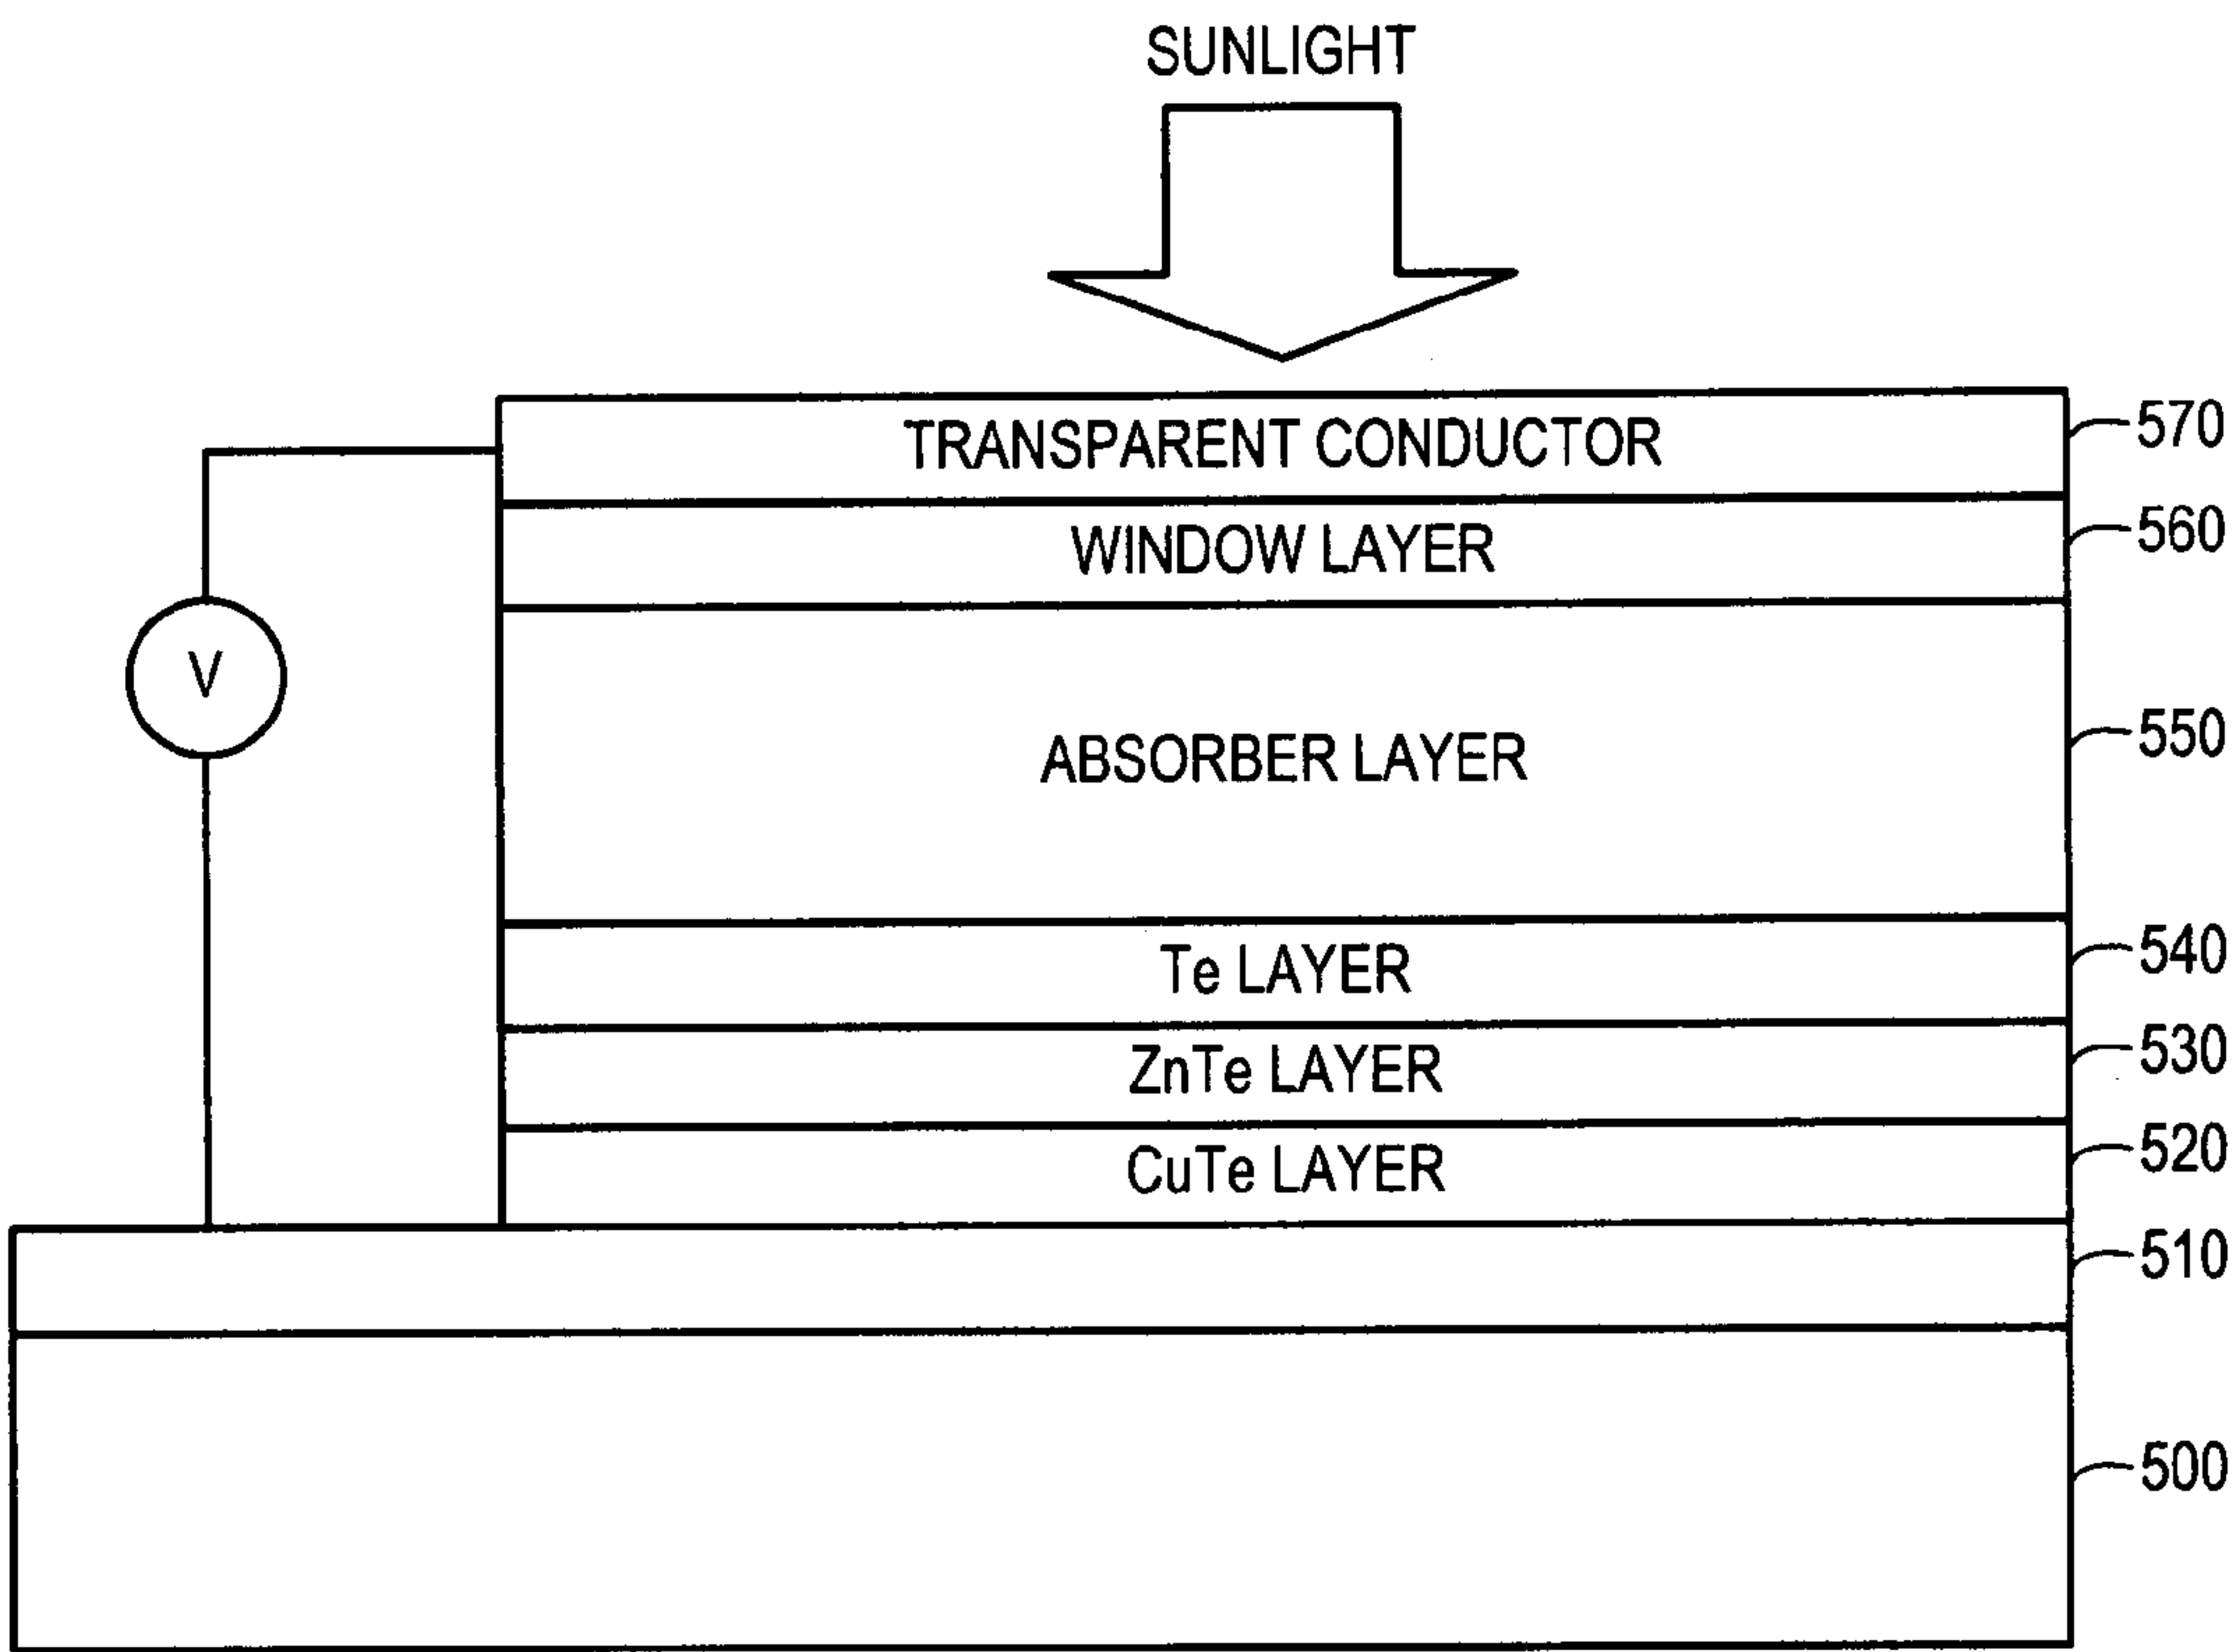 SUNLIGHT
TRANSPARENT CONDUCTOR
570
WINDOW LAYER
560
V
ABSORBER LAYER
550
Te LAYER
540
ZnTe LAYER
530
CuTe LAYER
520
510
500